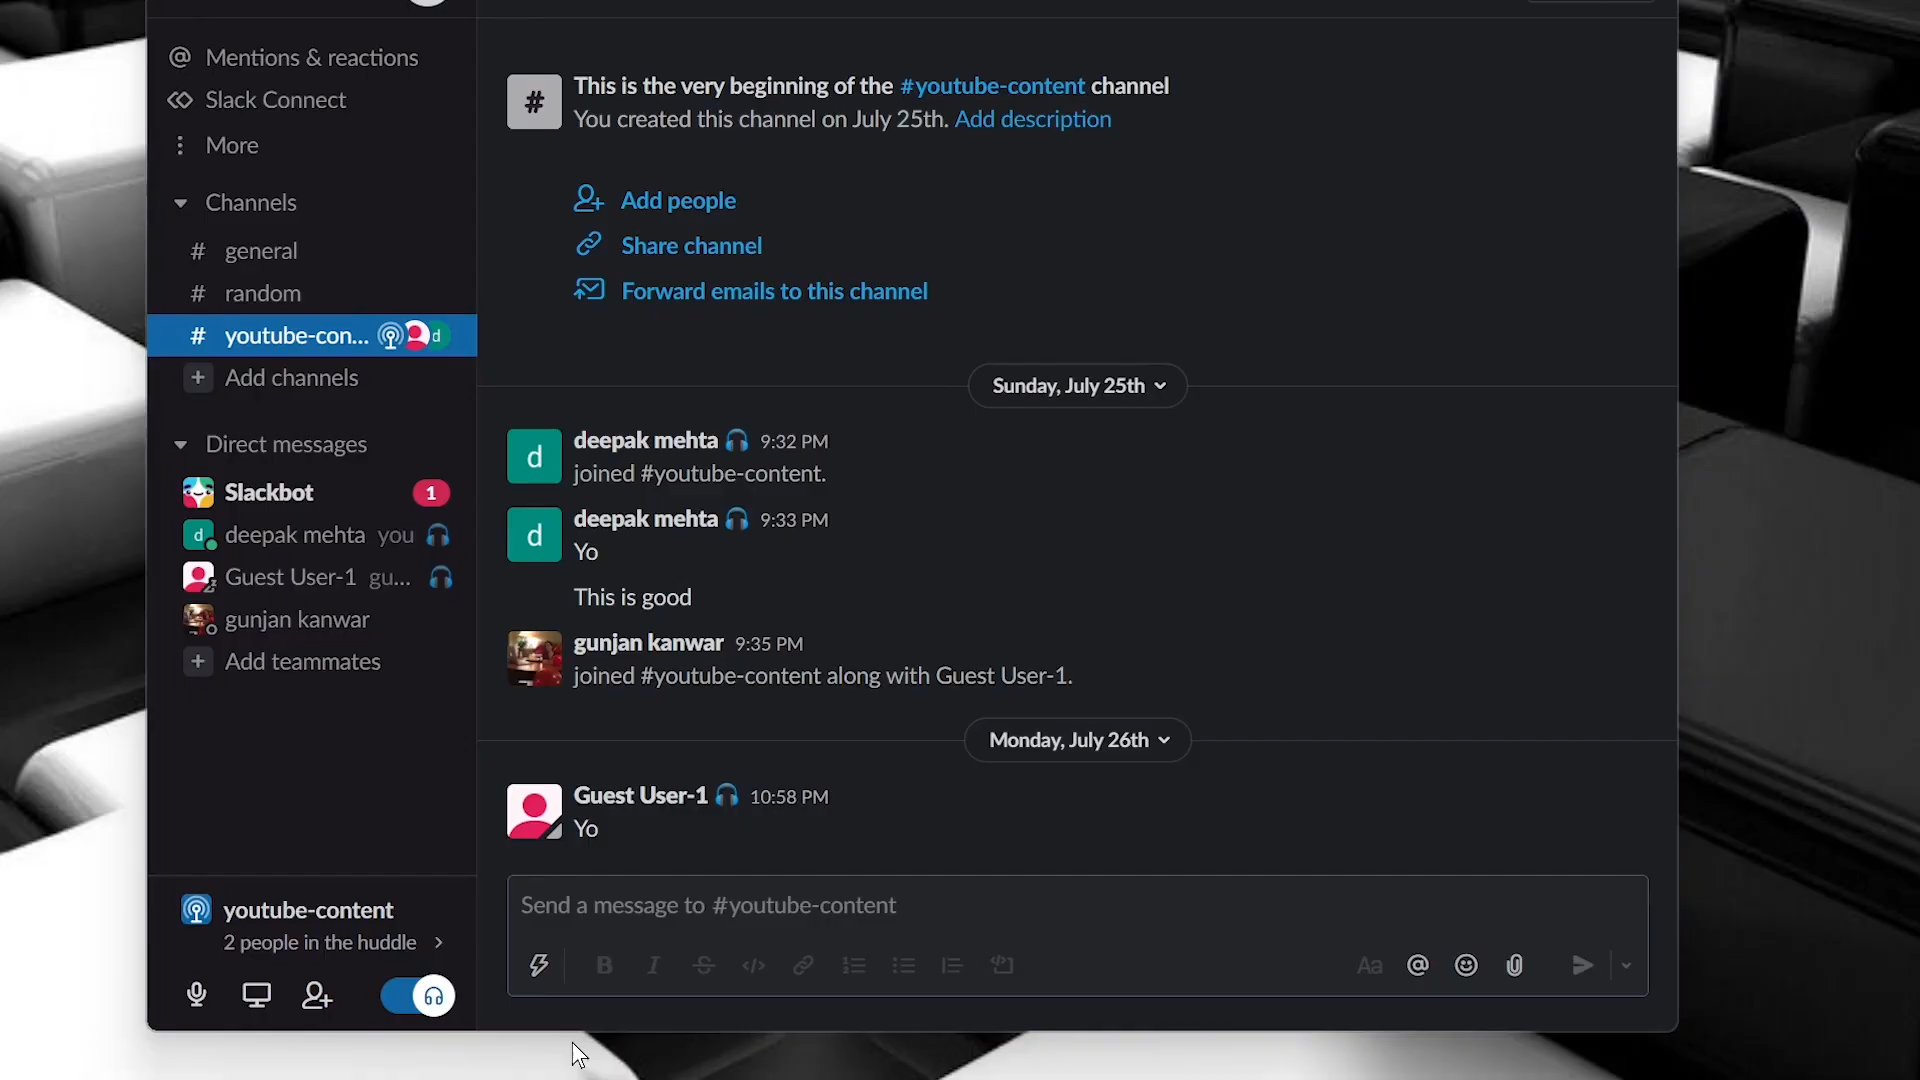 @ Mentions & reactions
Slack Connect
More
Channels
# general
# random
# youtube-con... d
+ Add channels
Direct messages
Slackbot 1
d deepak mehta you
Guest User-1 gu...
gunjan kanwar
+ Add teammates
youtube-content
2 people in the huddle >
# This is the very beginning of the #youtube-content channel
You created this channel on July 25th. Add description
Add people
Share channel
Forward emails to this channel
Sunday, July 25th
d deepak mehta 9:32 PM
joined #youtube-content.
d deepak mehta 9:33 PM
Yo
This is good
gunjan kanwar 9:35 PM
joined #youtube-content along with Guest User-1.
Monday, July 26th
Guest User-1 10:58 PM
Yo
Send a message to #youtube-content
B I S </> Aa @